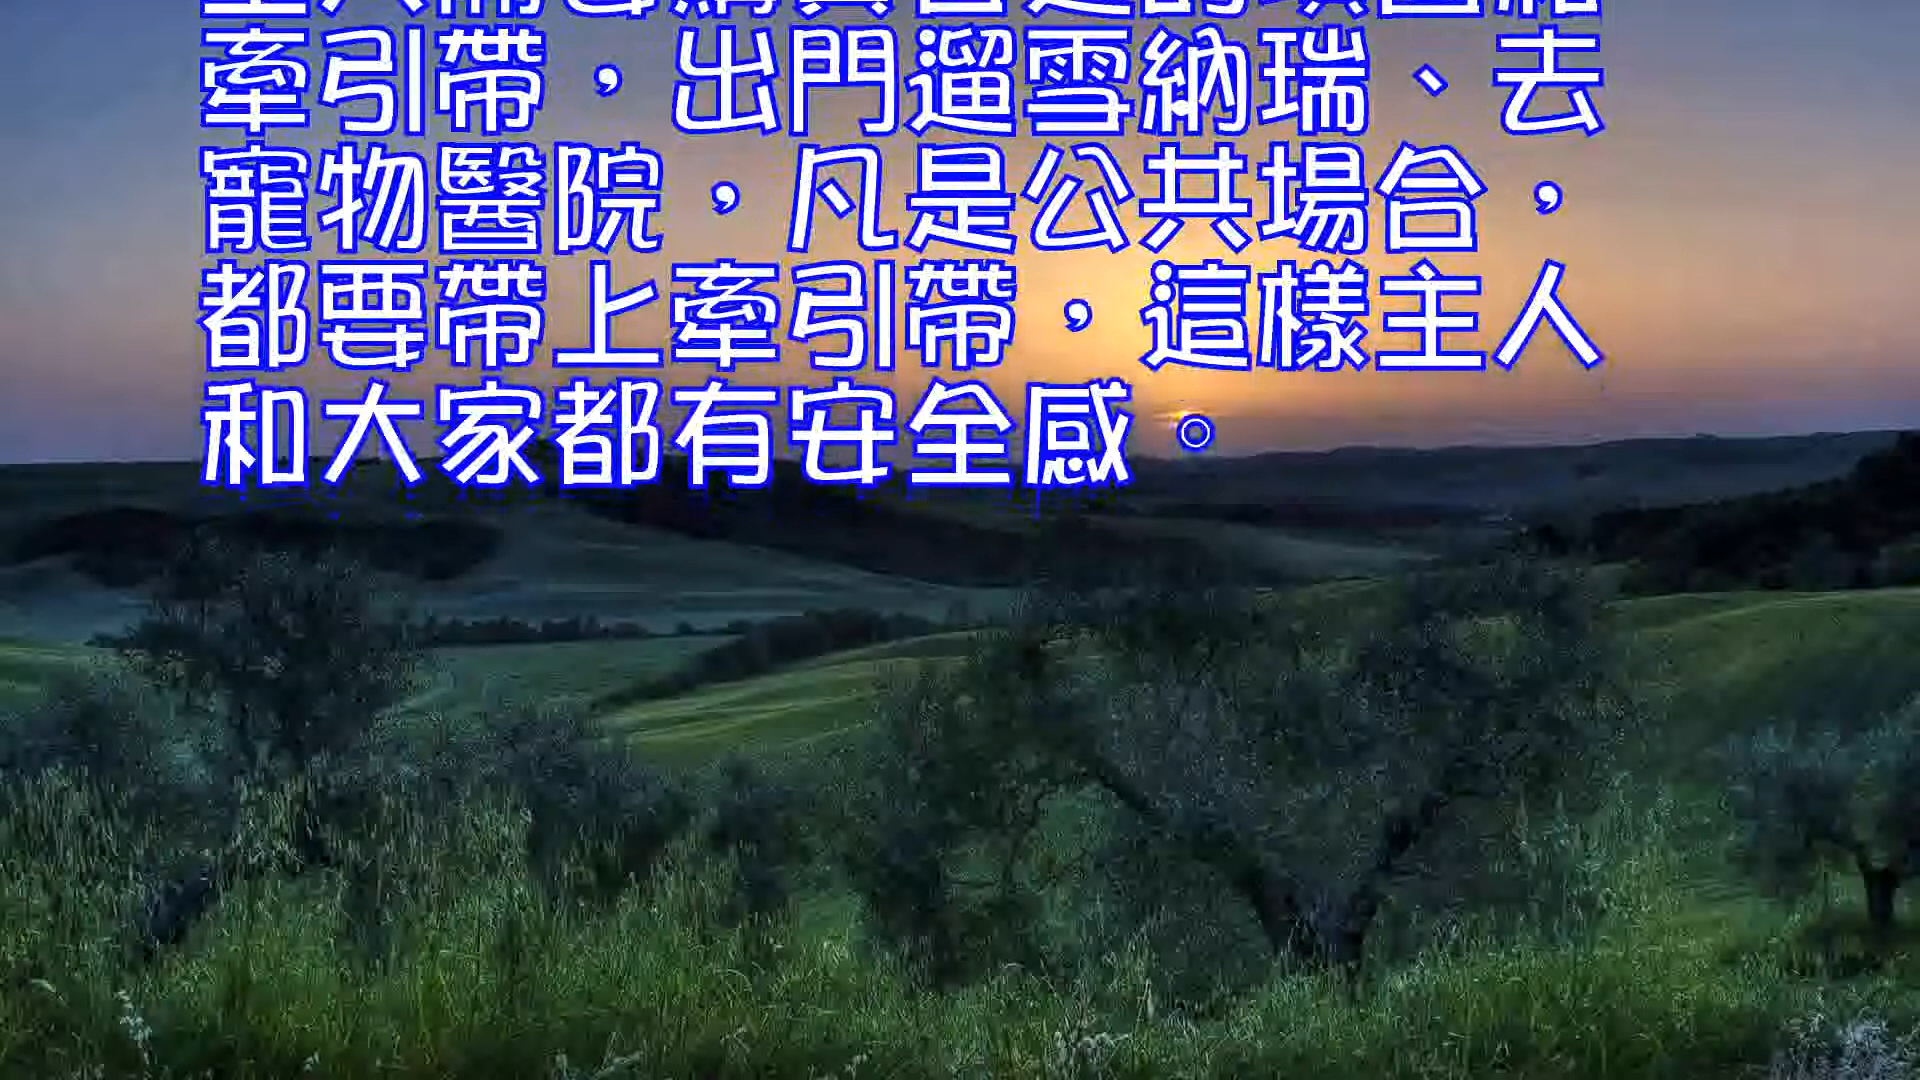 牽引帶，出門遛雪納瑞、去
寵物醫院，凡是公共場合，
都要帶上牽引帶，這樣主人
和大家都有安全感。